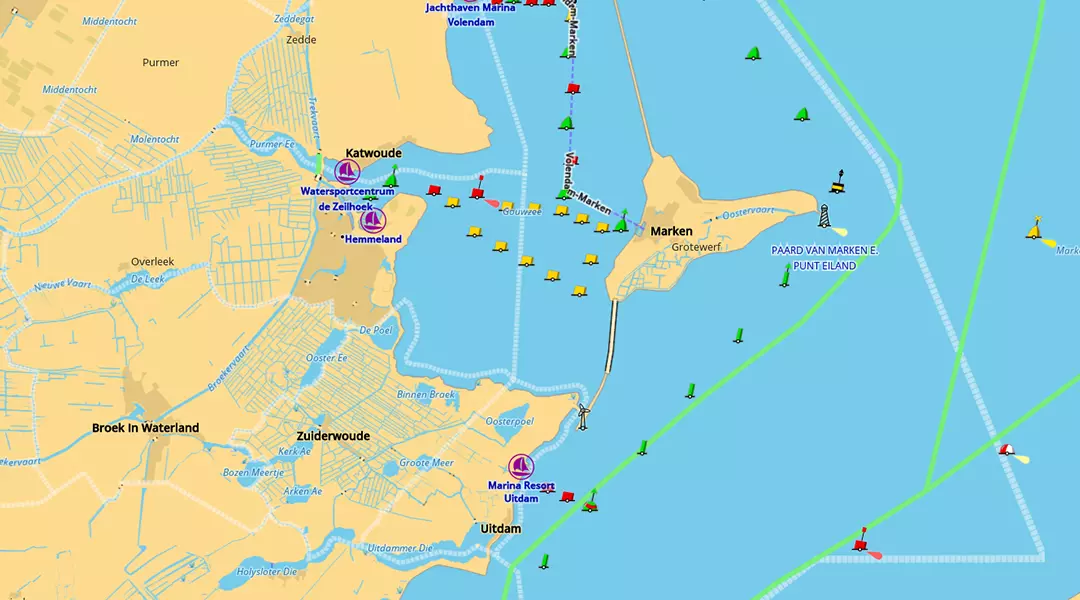 Jachthaven Marina
Volendam
Zeddegat
Middentocht
Zedde
Purmer
Middentocht
Trekvaart
Molentocht
Purmer Ee
Volendam-Marken
Katwoude
Watersportcentrum
de Zeilhoek
Hemmeland
Gouwzee
Marken
Oostervaart
Grotewerf
PAARD VAN MARKEN E.
PUNT EILAND
Mark
Overleek
De Leek
Nieuwe Vaart
De Poel
Ooster Ee
Broekervaart
Binnen Broek
Oosterpoel
Broek In Waterland
Zuiderwoude
Kerk Ae
Groote Meer
Bozen Meertje
Arken Ae
ekervaart
Marina Resort
Uitdam
Uitdam
Uitdammer Die
Holysloter Die